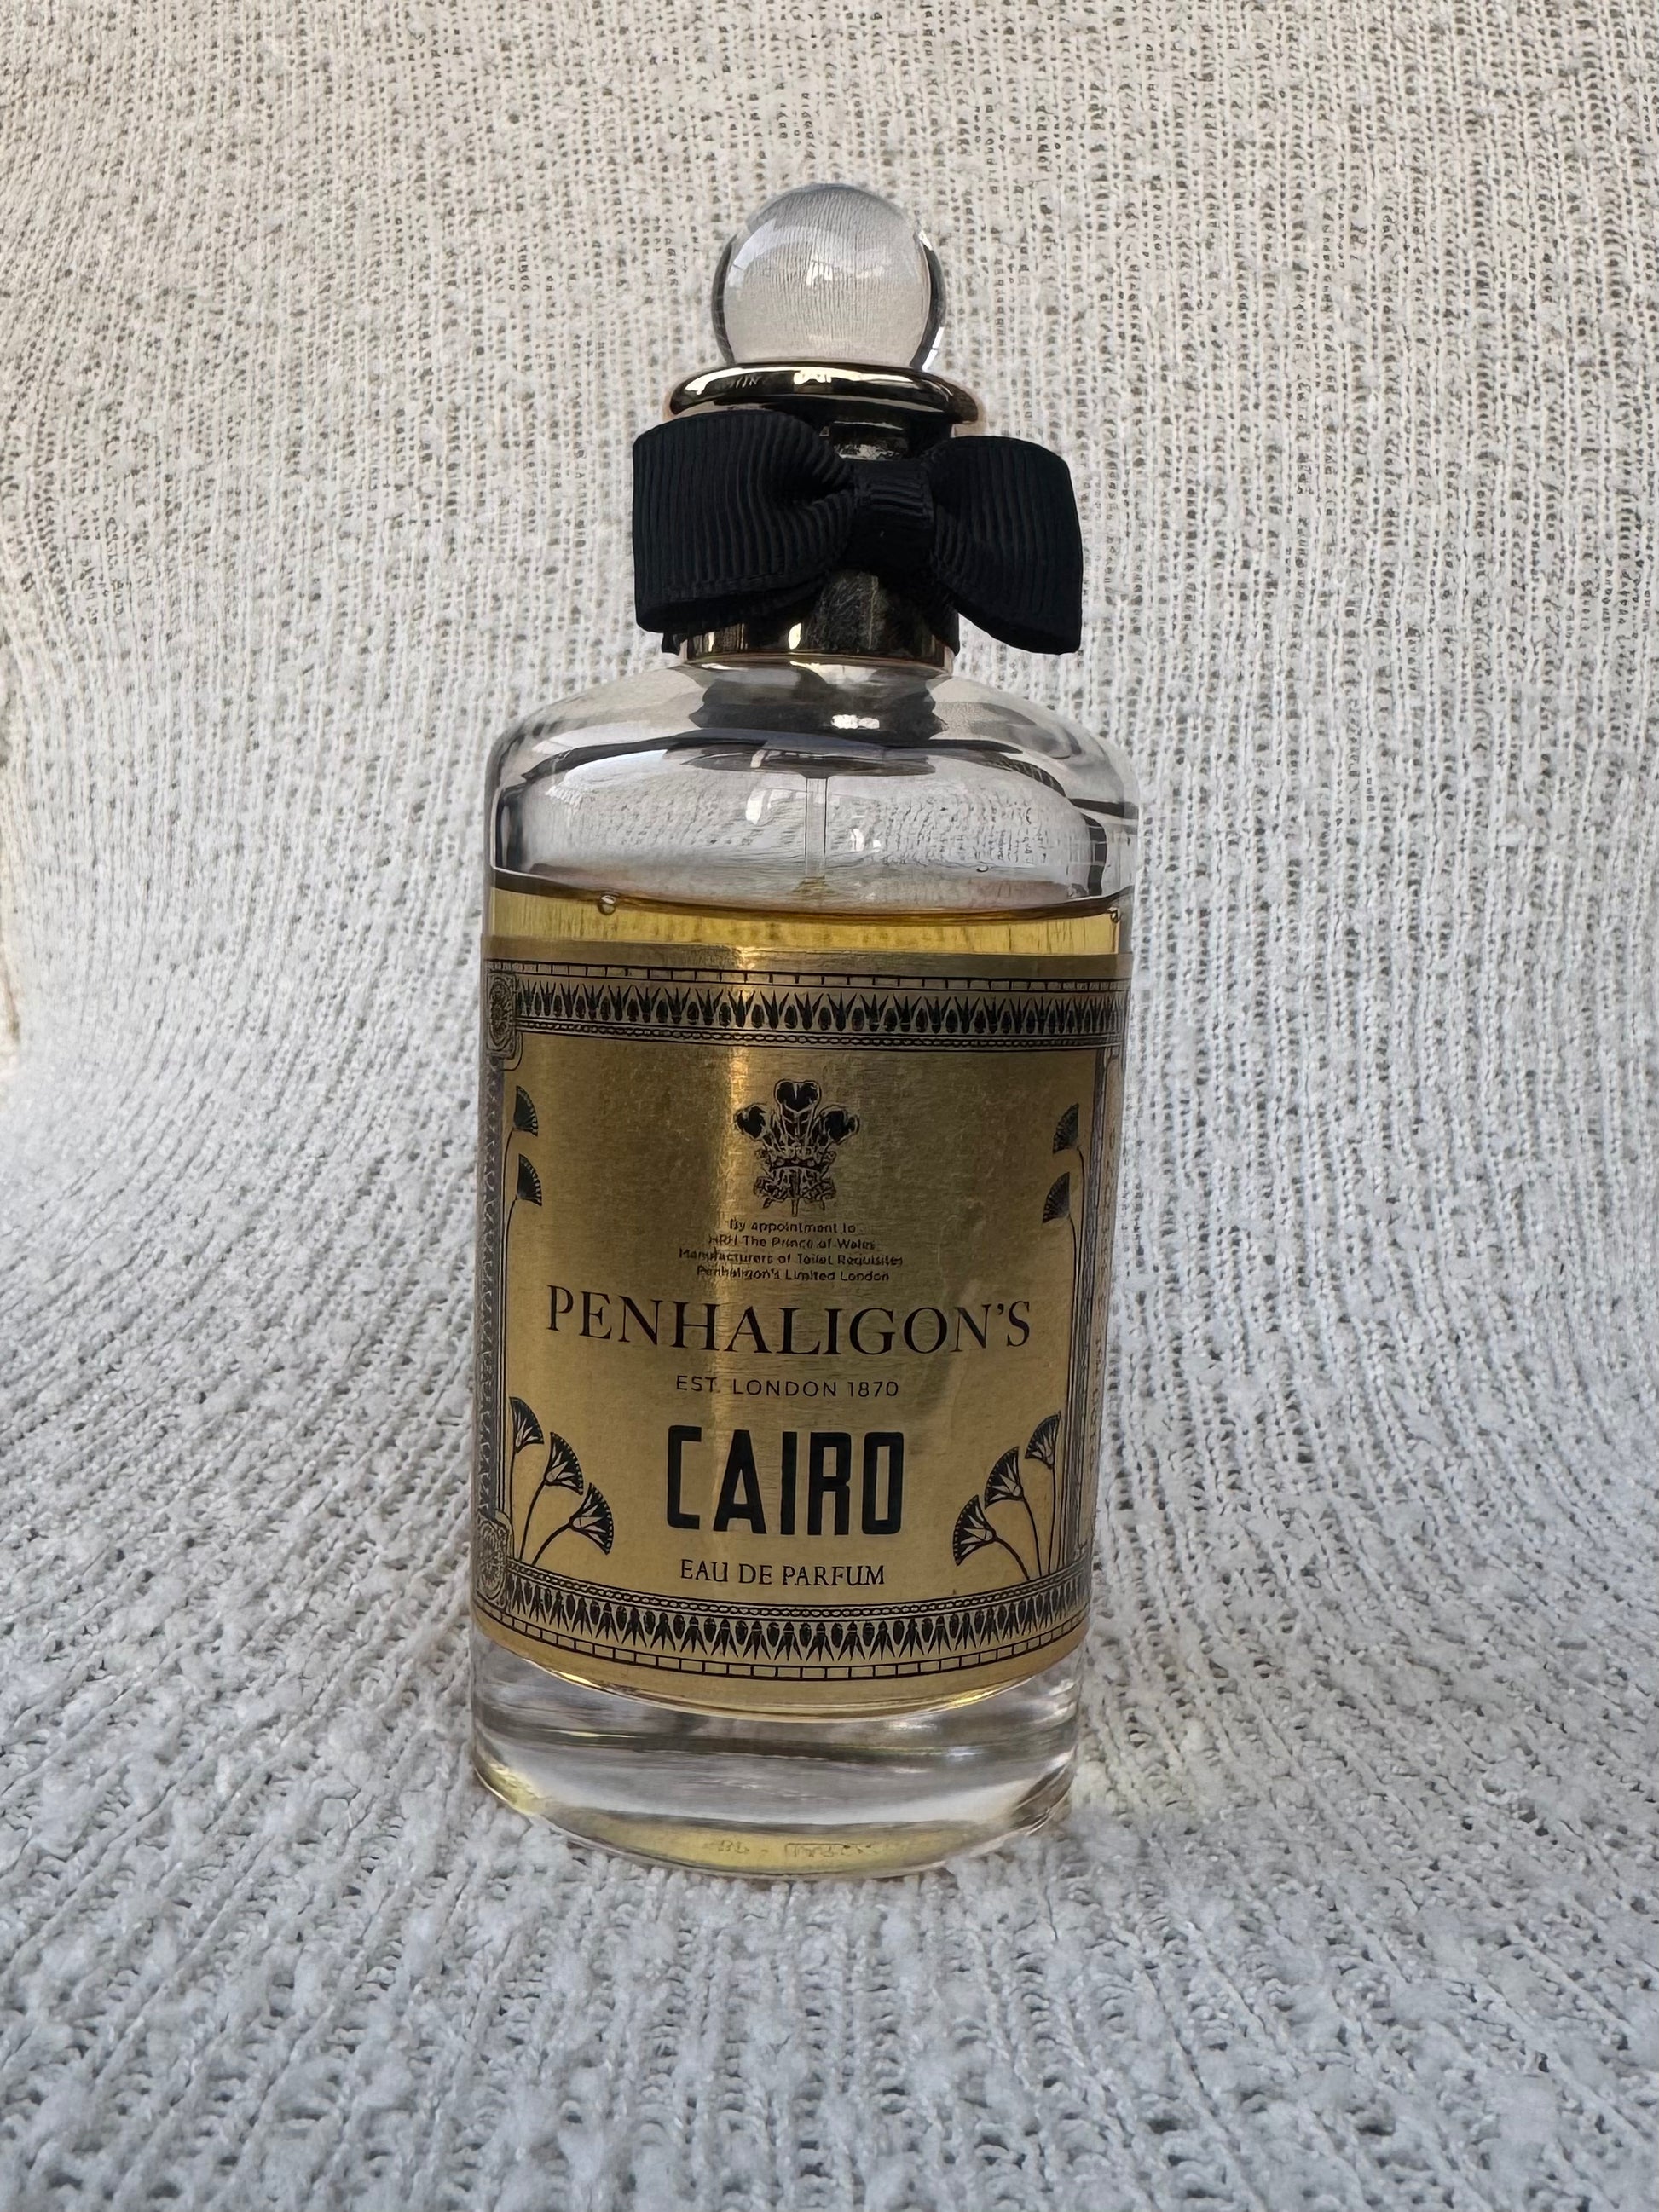 By appointment to
HRH The Prince of Wales
Manufacturers of Toilet Requisites
Penhaligon's Limited London
PENHALIGON'S
EST. LONDON 1870
CAIRO
EAU DE PARFUM